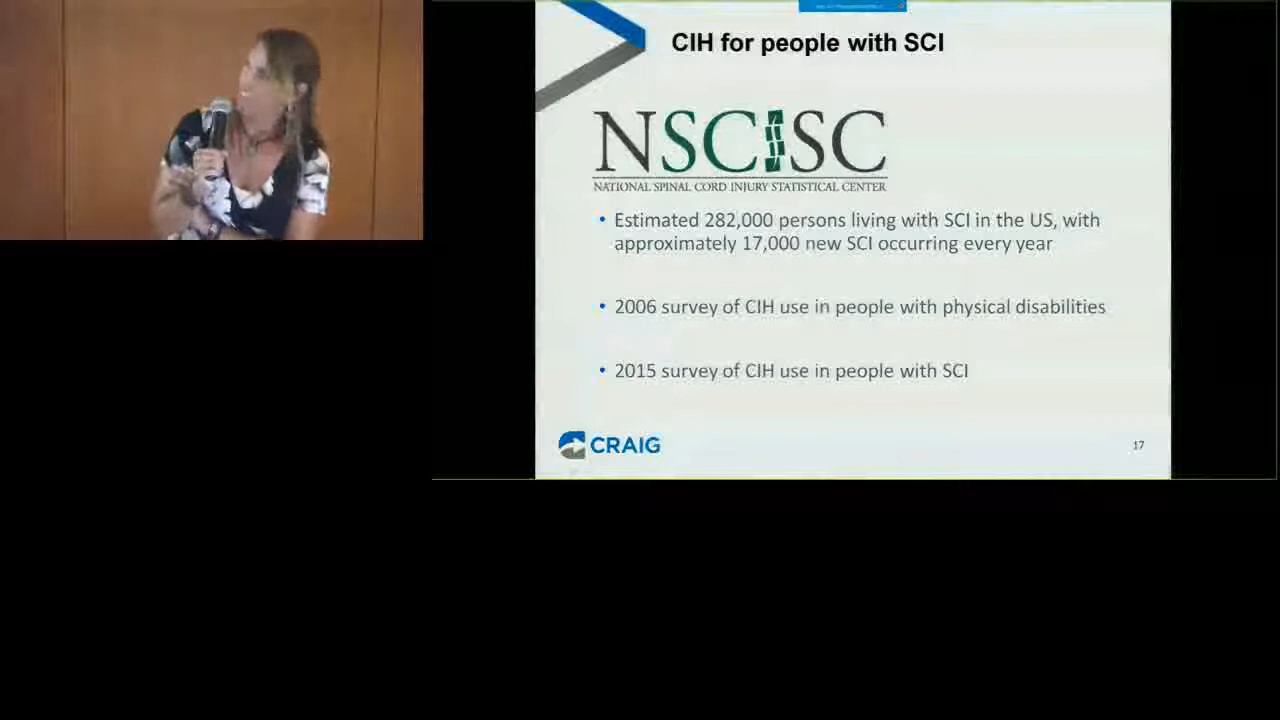 CIH for people with SCI
NSCISC
NATIONAL SPINAL CORD INJURY STATISTICAL CENTER
• Estimated 282,000 persons living with SCI in the US, with
approximately 17,000 new SCI occurring every year
• 2006 survey of CIH use in people with physical disabilities
• 2015 survey of CIH use in people with SCI
CRAIG
17